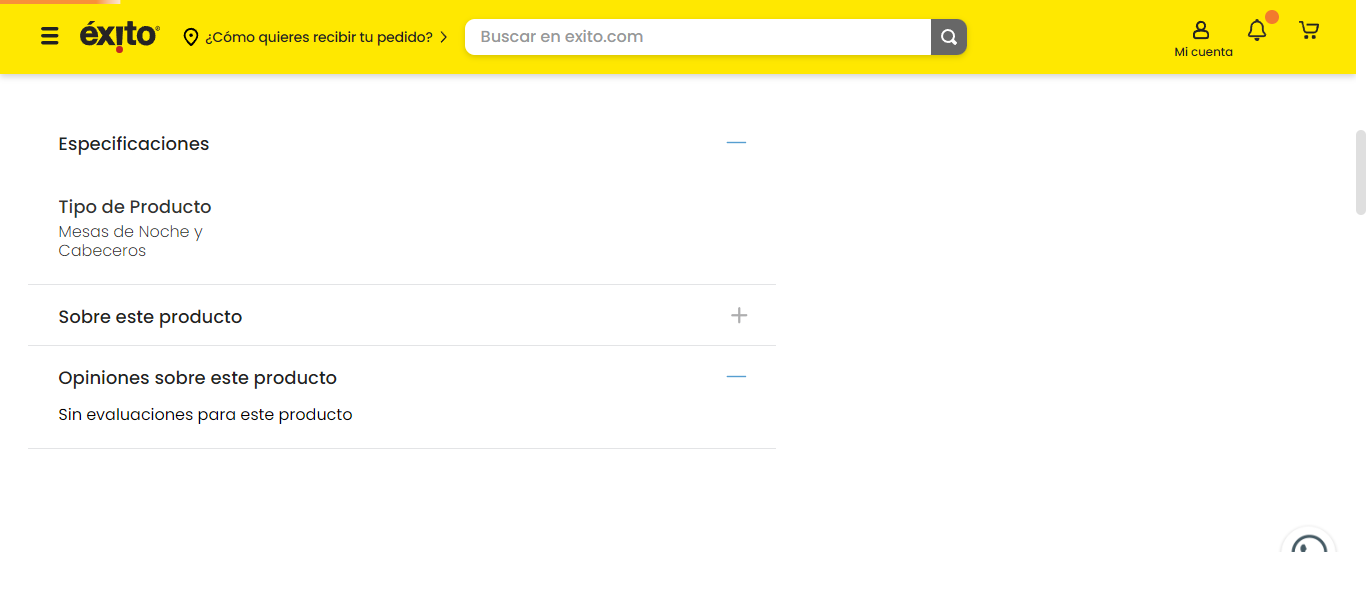 éxito
¿Cómo quieres recibir tu pedido?
Buscar en exito.com
Mi cuenta
Especificaciones
Tipo de Producto
Mesas de Noche y
Cabeceros
Sobre este producto
Opiniones sobre este producto
Sin evaluaciones para este producto